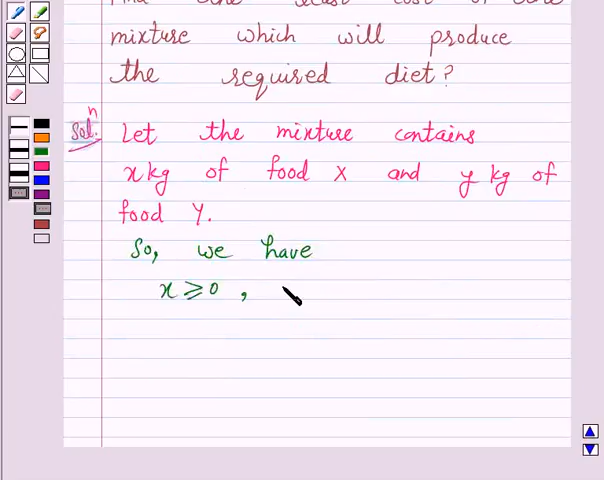 mixture which will produce
the required diet?
Solⁿ. Let the mixture contains
x kg of food X and y kg of
food Y.
So, we have
x ≥ 0 ,